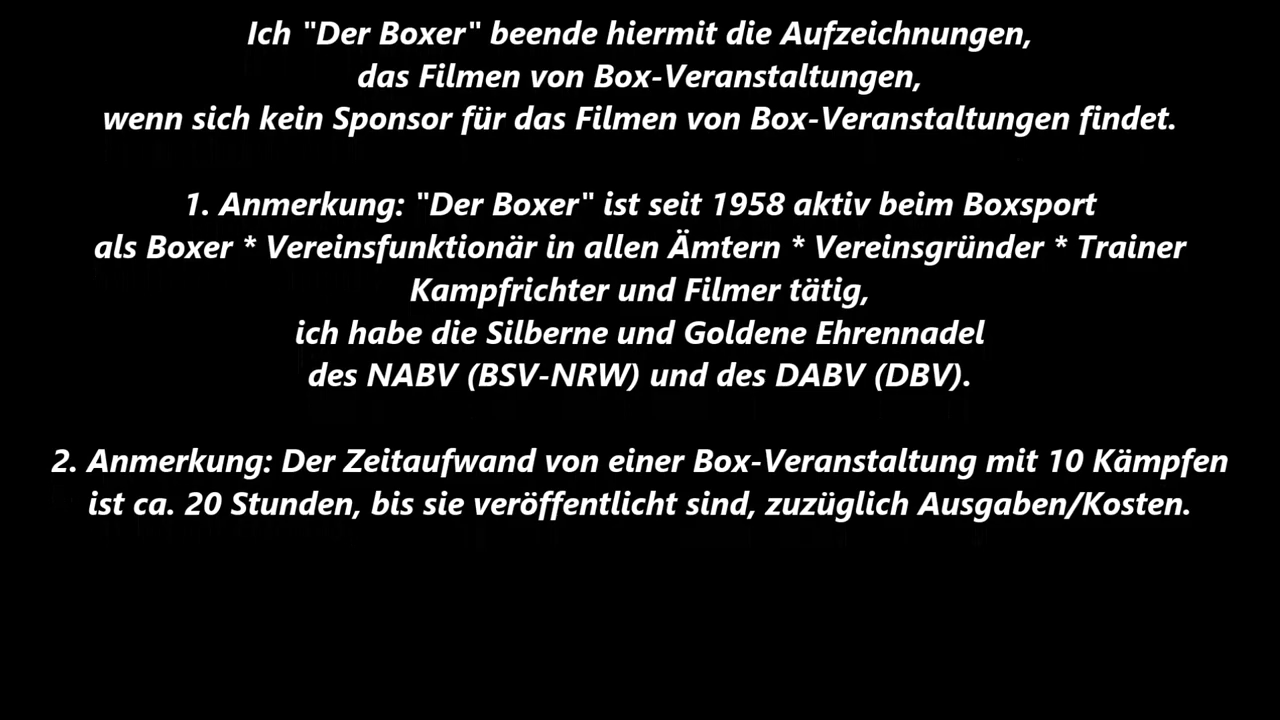 Ich "Der Boxer" beende hiermit die Aufzeichnungen,
das Filmen von Box-Veranstaltungen,
wenn sich kein Sponsor für das Filmen von Box-Veranstaltungen findet.
1. Anmerkung: "Der Boxer" ist seit 1958 aktiv beim Boxsport
als Boxer * Vereinsfunktionär in allen Ämtern * Vereinsgründer * Trainer
Kampfrichter und Filmer tätig,
ich habe die Silberne und Goldene Ehrennadel
des NABV (BSV-NRW) und des DABV (DBV).
2. Anmerkung: Der Zeitaufwand von einer Box-Veranstaltung mit 10 Kämpfen
ist ca. 20 Stunden, bis sie veröffentlicht sind, zuzüglich Ausgaben/Kosten.